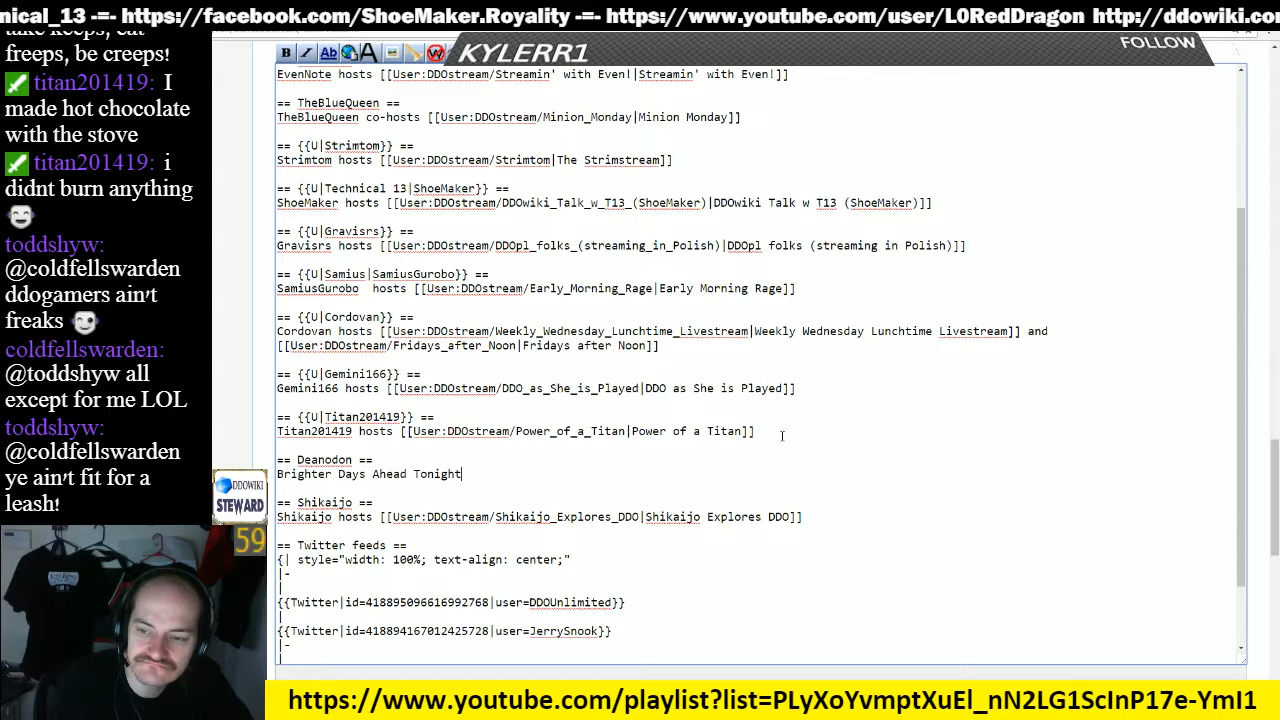 nical_13 -=- https://facebook.com/ShoeMaker.Royality -=- https://www.youtube.com/user/L0RedDragon http://ddowiki.co
take keeps, eat
freeps, be creeps!
titan201419: I
made hot chocolate
with the stove
titan201419: i
didnt burn anything
toddshyw:
@coldfellswarden
ddogamers ain't
freaks
coldfellswarden:
@toddshyw all
except for me LOL
toddshyw:
@coldfellswarden
ye ain't fit for a
leash!
DDOWIKI
STEWARD
59
KYLERR1
FOLLOW
B I Ab A W
EvenNote hosts [[User:DDOstream/Streamin' with Even!|Streamin' with Even!]]
== TheBlueQueen ==
TheBlueQueen co-hosts [[User:DDOstream/Minion_Monday|Minion Monday]]
== {{U|Strimtom}} ==
Strimtom hosts [[User:DDOstream/Strimtom|The Strimstream]]
== {{U|Technical 13|ShoeMaker}} ==
ShoeMaker hosts [[User:DDOstream/DDOwiki_Talk_w_T13_(ShoeMaker)|DDOwiki Talk w T13 (ShoeMaker)]]
== {{U|Gravisrs}} ==
Gravisrs hosts [[User:DDOstream/DDOpl_folks_(streaming_in_Polish)|DDOpl folks (streaming in Polish)]]
== {{U|Samius|SamiusGurobo}} ==
SamiusGurobo  hosts [[User:DDOstream/Early_Morning_Rage|Early Morning Rage]]
== {{U|Cordovan}} ==
Cordovan hosts [[User:DDOstream/Weekly_Wednesday_Lunchtime_Livestream|Weekly Wednesday Lunchtime Livestream]] and
[[User:DDOstream/Fridays_after_Noon|Fridays after Noon]]
== {{U|Gemini166}} ==
Gemini166 hosts [[User:DDOstream/DDO_as_She_is_Played|DDO as She is Played]]
== {{U|Titan201419}} ==
Titan201419 hosts [[User:DDOstream/Power_of_a_Titan|Power of a Titan]]
== Deanodon ==
Brighter Days Ahead Tonight
== Shikaijo ==
Shikaijo hosts [[User:DDOstream/Shikaijo_Explores_DDO|Shikaijo Explores DDO]]
== Twitter feeds ==
{| style="width: 100%; text-align: center;"
|-
|
{{Twitter|id=418895096616992768|user=DDOUnlimited}}
|
{{Twitter|id=418894167012425728|user=JerrySnook}}
|-
|
https://www.youtube.com/playlist?list=PLyXoYvmptXuEl_nN2LG1ScInP17e-YmI1